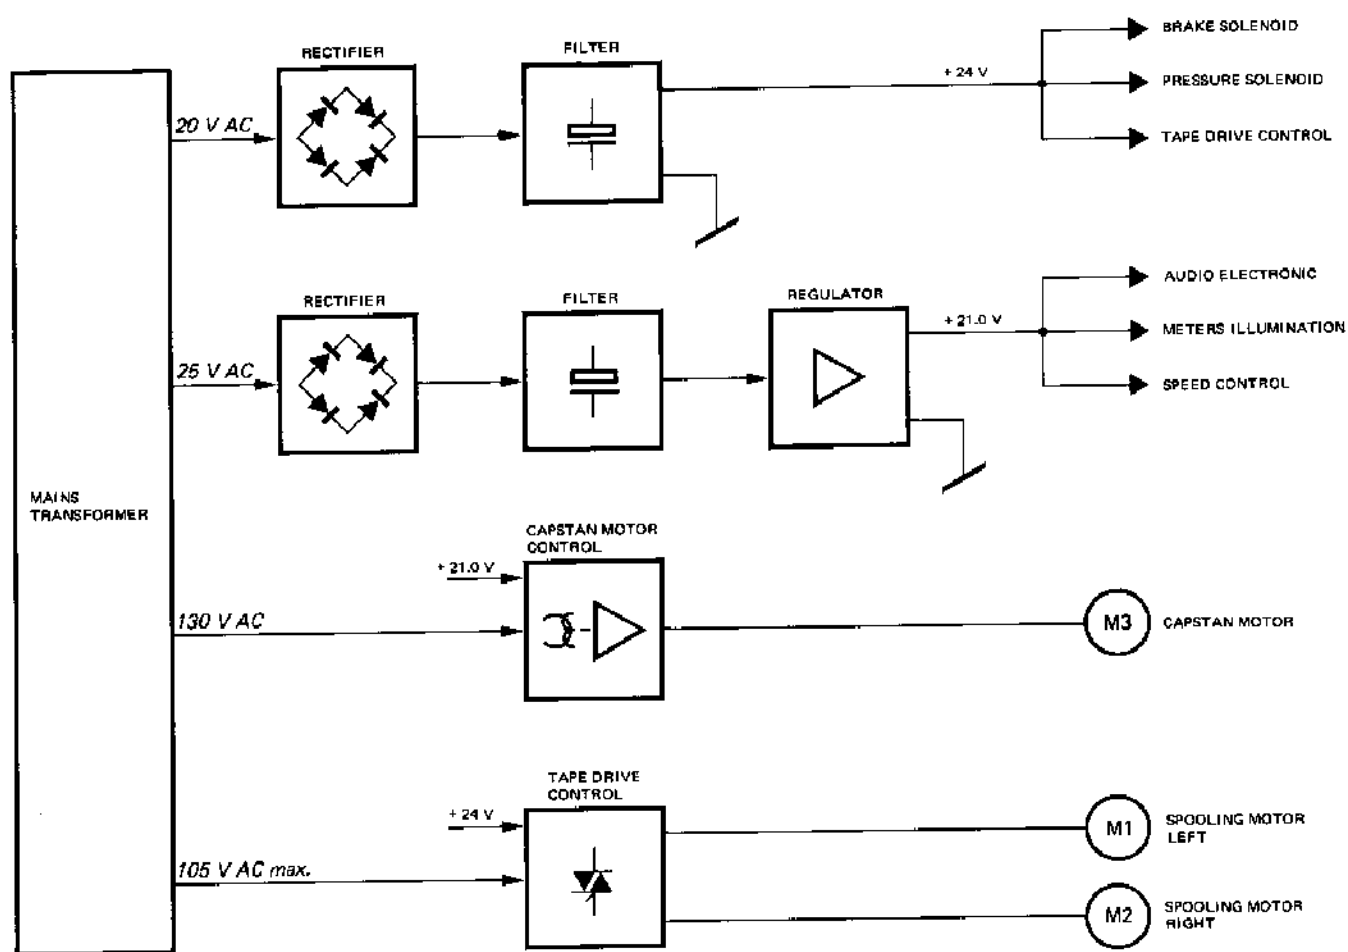 BRAKE SOLENOID
RECTIFIER
FILTER
+ 24 V
PRESSURE SOLENOID
20 V AC
TAPE DRIVE CONTROL
AUDIO ELECTRONIC
RECTIFIER
FILTER
REGULATOR
+ 21.0 V
METERS ILLUMINATION
25 V AC
SPEED CONTROL
MAINS
TRANSFORMER
CAPSTAN MOTOR
CONTROL
+ 21.0 V
130 V AC
M3
CAPSTAN MOTOR
TAPE DRIVE
CONTROL
+ 24 V
M1
SPOOLING MOTOR
LEFT
105 V AC max.
M2
SPOOLING MOTOR
RIGHT